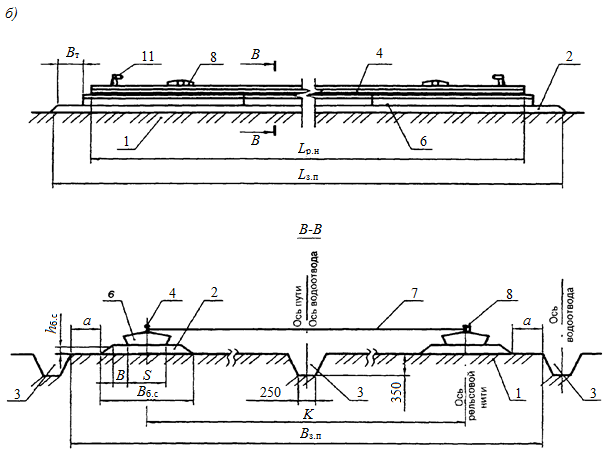 б)
Bт 11 8 B 4 2
1 B 6
Lр.н
Lз.п
B-B
hб.с a в 4 2 Ось пути Ось водоотвода 7 8 a Ось водоотвода
3 B S 250 3 350 Ось рельсовой нити 1 3
Bб.с
K
Bз.п